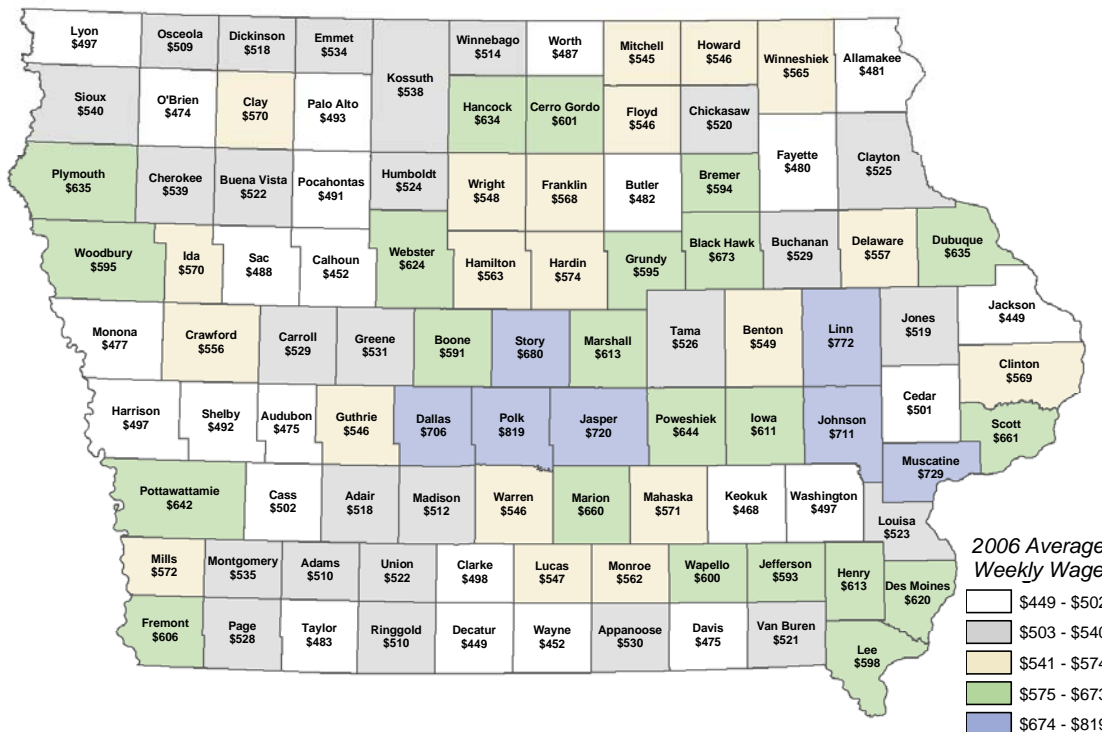 Lyon
$497
Osceola
$509
Dickinson
$518
Emmet
$534
Kossuth
$538
Winnebago
$514
Worth
$487
Mitchell
$545
Howard
$546
Winneshiek
$565
Allamakee
$481
Sioux
$540
O'Brien
$474
Clay
$570
Palo Alto
$493
Hancock
$634
Cerro Gordo
$601
Floyd
$546
Chickasaw
$520
Fayette
$480
Clayton
$525
Plymouth
$635
Cherokee
$539
Buena Vista
$522
Pocahontas
$491
Humboldt
$524
Wright
$548
Franklin
$568
Butler
$482
Bremer
$594
Woodbury
$595
Ida
$570
Sac
$488
Calhoun
$452
Webster
$624
Hamilton
$563
Hardin
$574
Grundy
$595
Black Hawk
$673
Buchanan
$529
Delaware
$557
Dubuque
$635
Monona
$477
Crawford
$556
Carroll
$529
Greene
$531
Boone
$591
Story
$680
Marshall
$613
Tama
$526
Benton
$549
Linn
$772
Jones
$519
Jackson
$449
Clinton
$569
Harrison
$497
Shelby
$492
Audubon
$475
Guthrie
$546
Dallas
$706
Polk
$819
Jasper
$720
Poweshiek
$644
Iowa
$611
Johnson
$711
Cedar
$501
Scott
$661
Muscatine
$729
Pottawattamie
$642
Cass
$502
Adair
$518
Madison
$512
Warren
$546
Marion
$660
Mahaska
$571
Keokuk
$468
Washington
$497
Louisa
$523
Mills
$572
Montgomery
$535
Adams
$510
Union
$522
Clarke
$498
Lucas
$547
Monroe
$562
Wapello
$600
Jefferson
$593
Henry
$613
Des Moines
$620
Fremont
$606
Page
$528
Taylor
$483
Ringgold
$510
Decatur
$449
Wayne
$452
Appanoose
$530
Davis
$475
Van Buren
$521
Lee
$598
2006 Average
Weekly Wage
$449 - $502
$503 - $540
$541 - $574
$575 - $673
$674 - $819